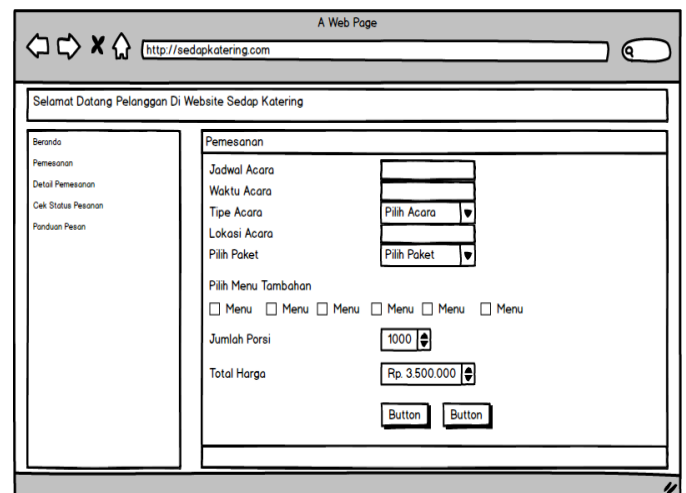 A Web Page
http://sedapkatering.com
Selamat Datang Pelanggan Di Website Sedap Katering
Beranda
Pemesanan
Detail Pemesanan
Cek Status Pesanan
Panduan Pesan
Pemesanan
Jadwal Acara
Waktu Acara
Tipe Acara Pilih Acara
Lokasi Acara
Pilih Paket Pilih Paket
Pilih Menu Tambahan
Menu Menu Menu Menu Menu Menu
Jumlah Porsi 1000
Total Harga Rp. 3.500.000
Button Button